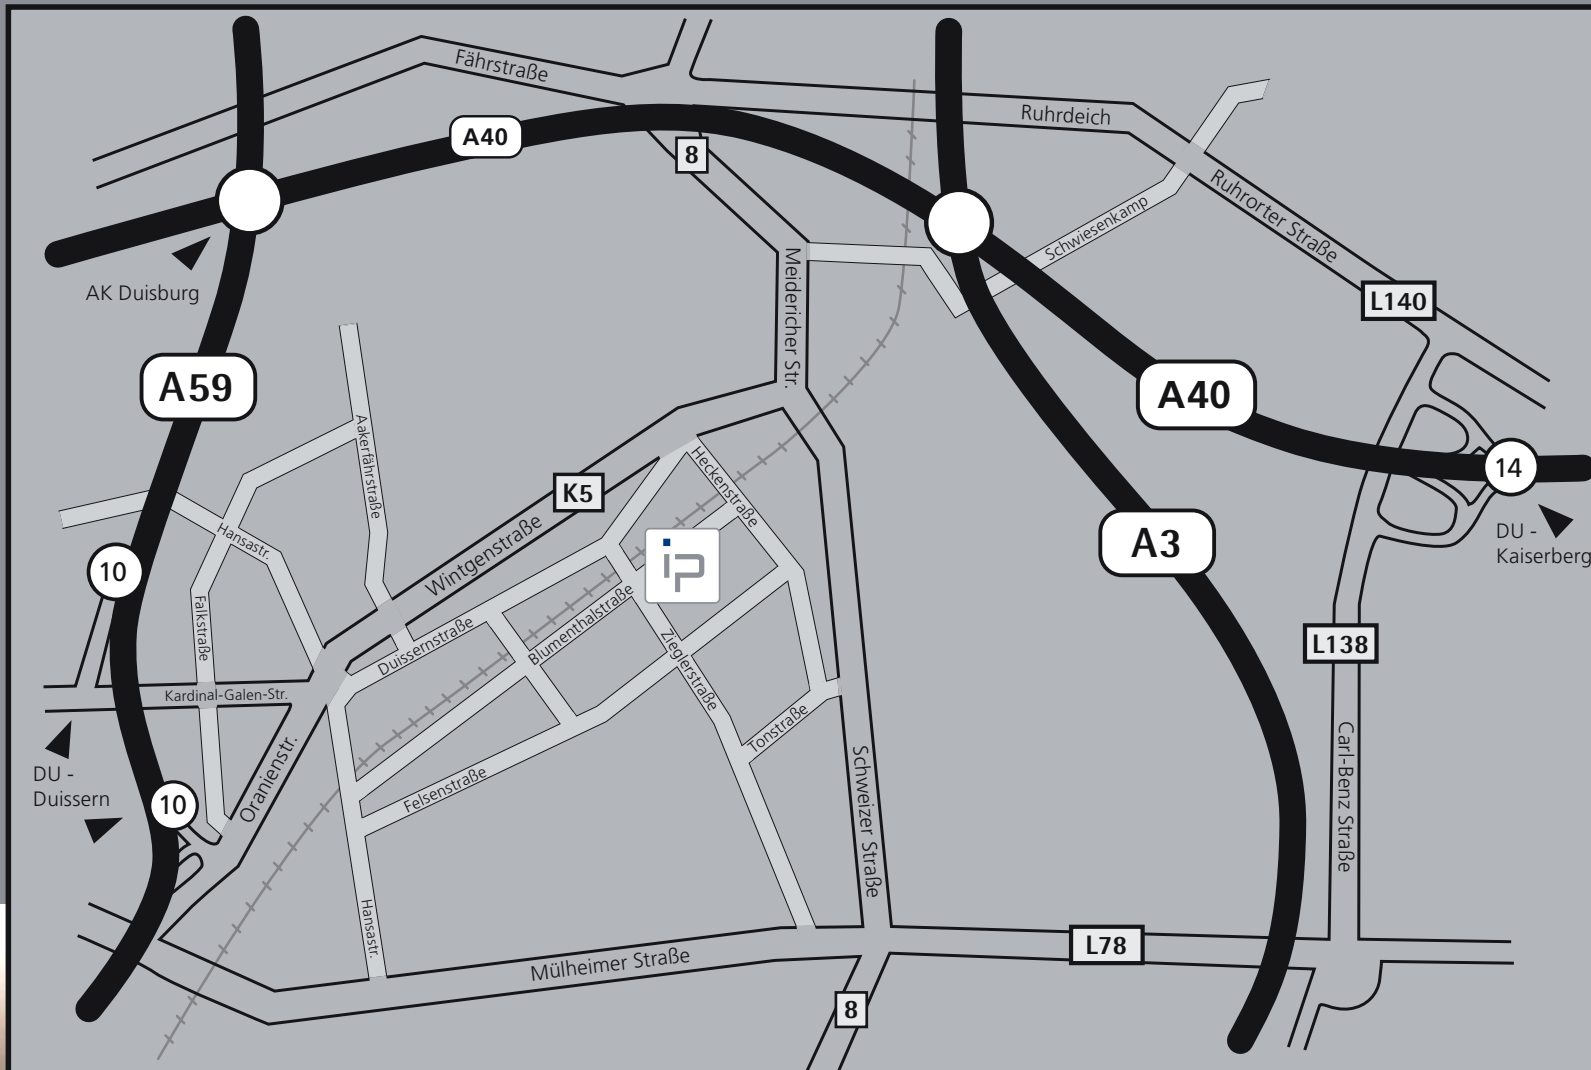 Fährstraße
A40
8
Ruhrdeich
Ruhrorter Straße
Schwiesenkamp
AK Duisburg
Meidericher Str.
L140
A59
A40
Aakerfährstraße
Heckenstraße
14
K5
Hansastr.
Wintgenstraße
A3
DU -
Kaiserberg
10
ip
Falkstraße
Duissernstraße
Blumenthalstraße
Zieglerstraße
L138
Kardinal-Galen-Str.
Tonstraße
Oranienstr.
DU -
Duissern
Felsenstraße
10
Schweizer Straße
Carl-Benz Straße
Hansastr.
Mülheimer Straße
L78
8